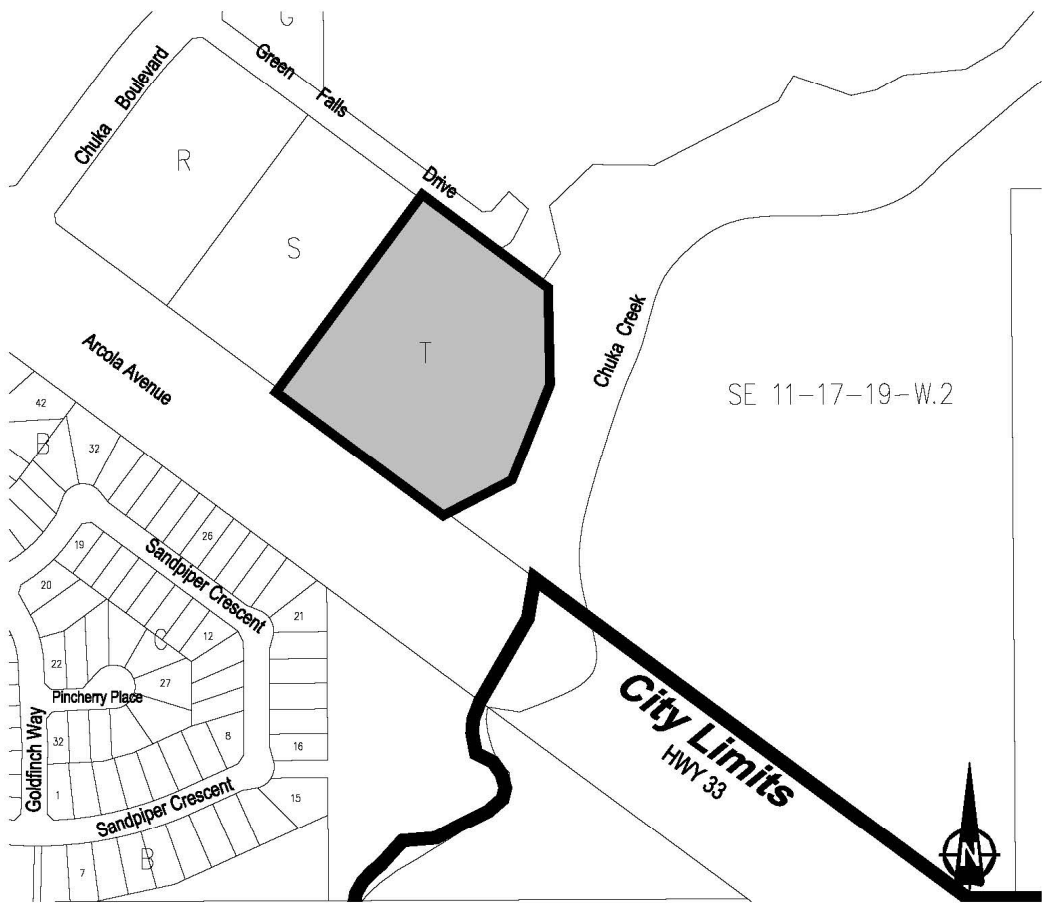 G
Chuka Boulevard
Green Falls Drive
R
S
T
Arcola Avenue
Chuka Creek
SE 11-17-19-W.2
42
B
32
26
19
Sandpiper Crescent
20
21
C
12
22
27
Pincherry Place
Goldfinch Way
32
8
16
1
Sandpiper Crescent
15
B
7
City Limits
HWY 33
N